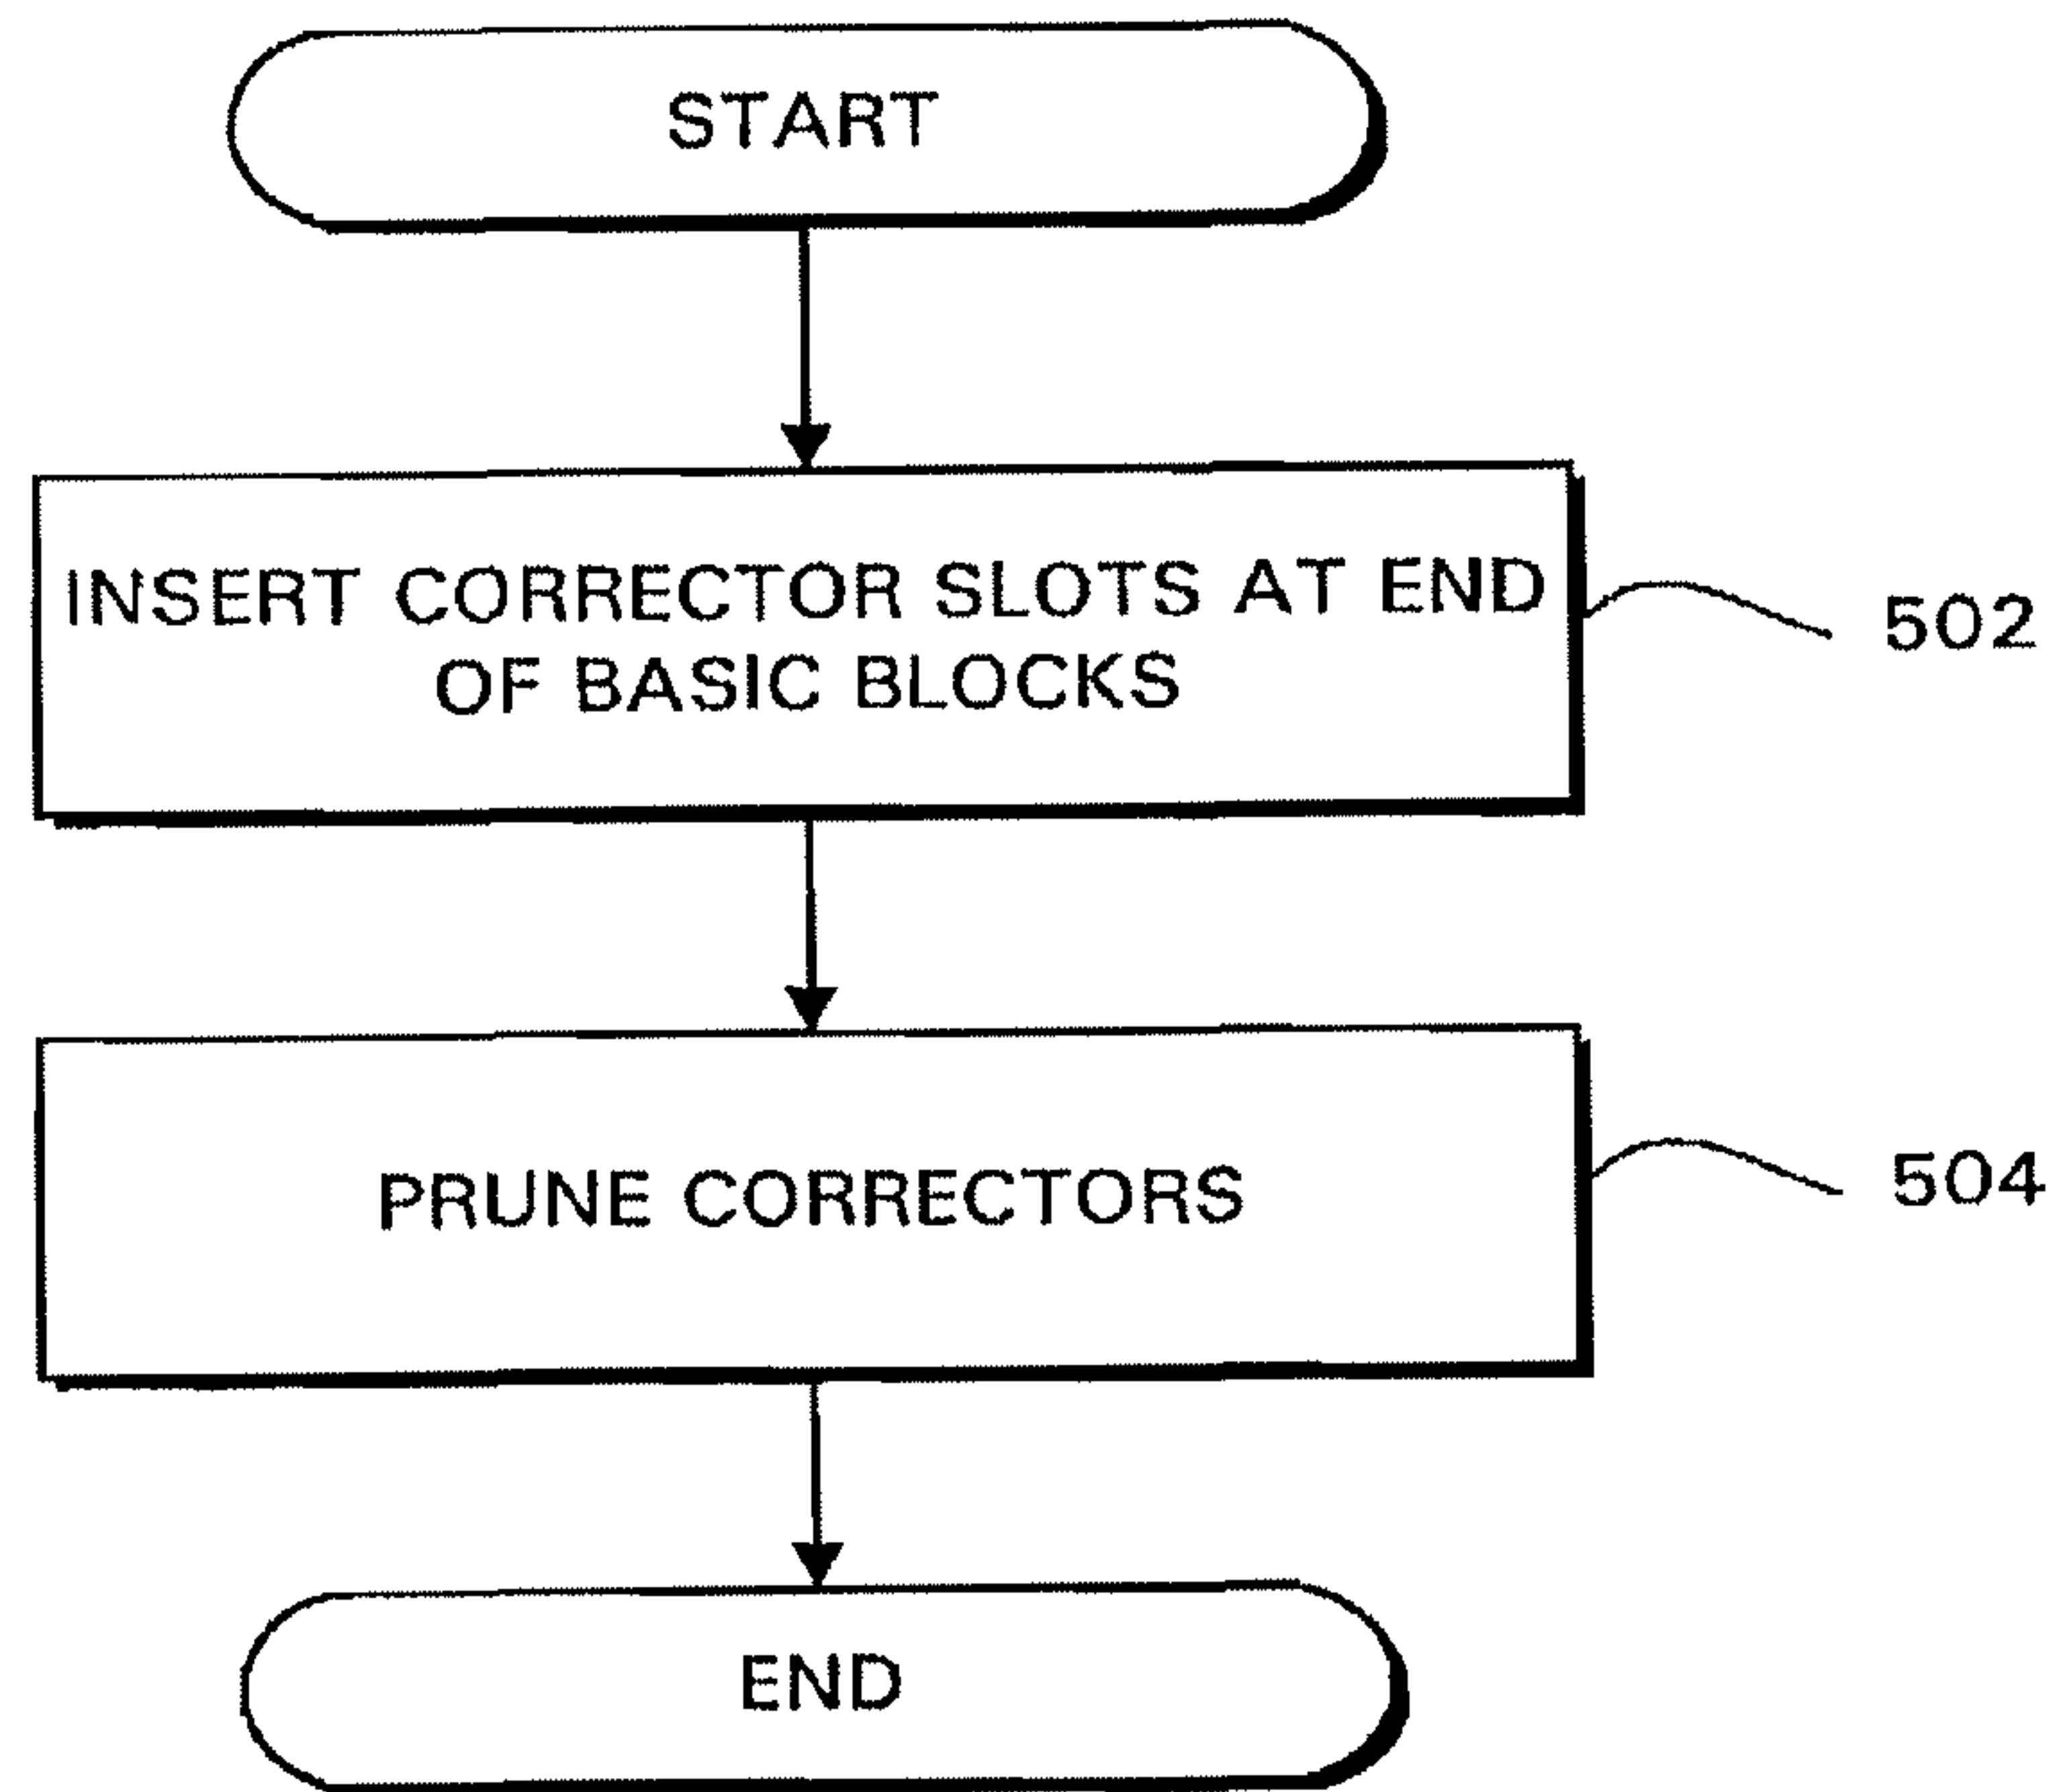 START
INSERT CORRECTOR SLOTS AT END
OF BASIC BLOCKS
502
PRUNE CORRECTORS
504
END